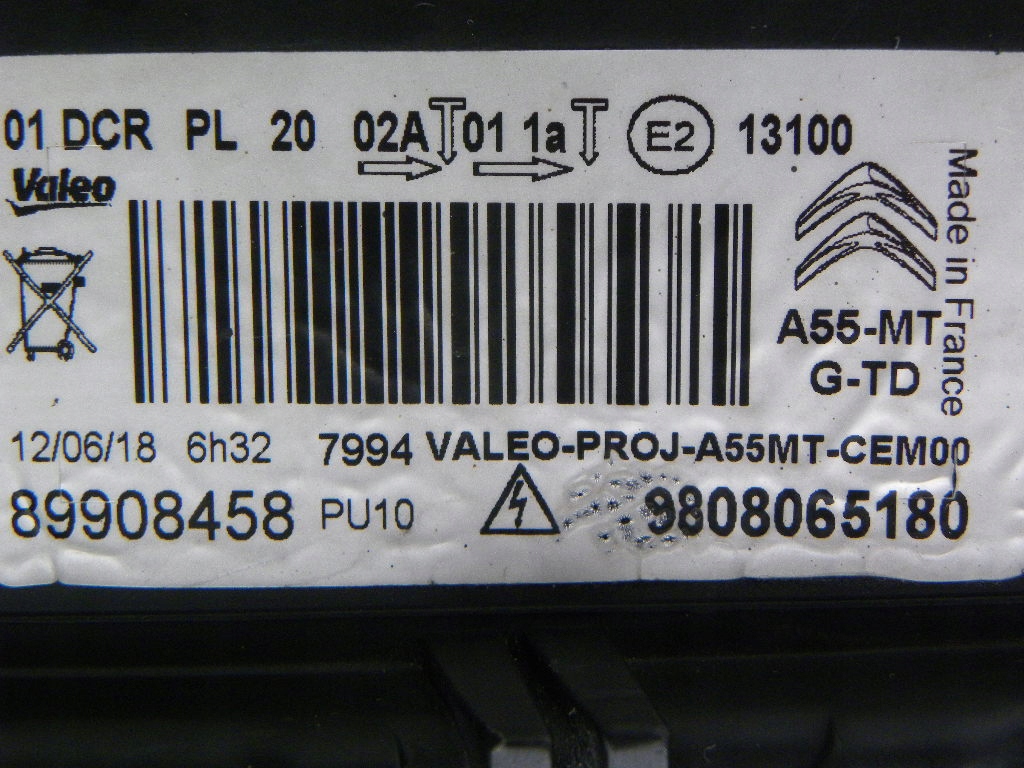 01 DCR PL 20 02A 01 1a E2 13100
Valeo
Made in France
A55-MT
G-TD
12/06/18 6h32 7994 VALEO-PROJ-A55MT-CEM00
89908458 PU10 9808065180